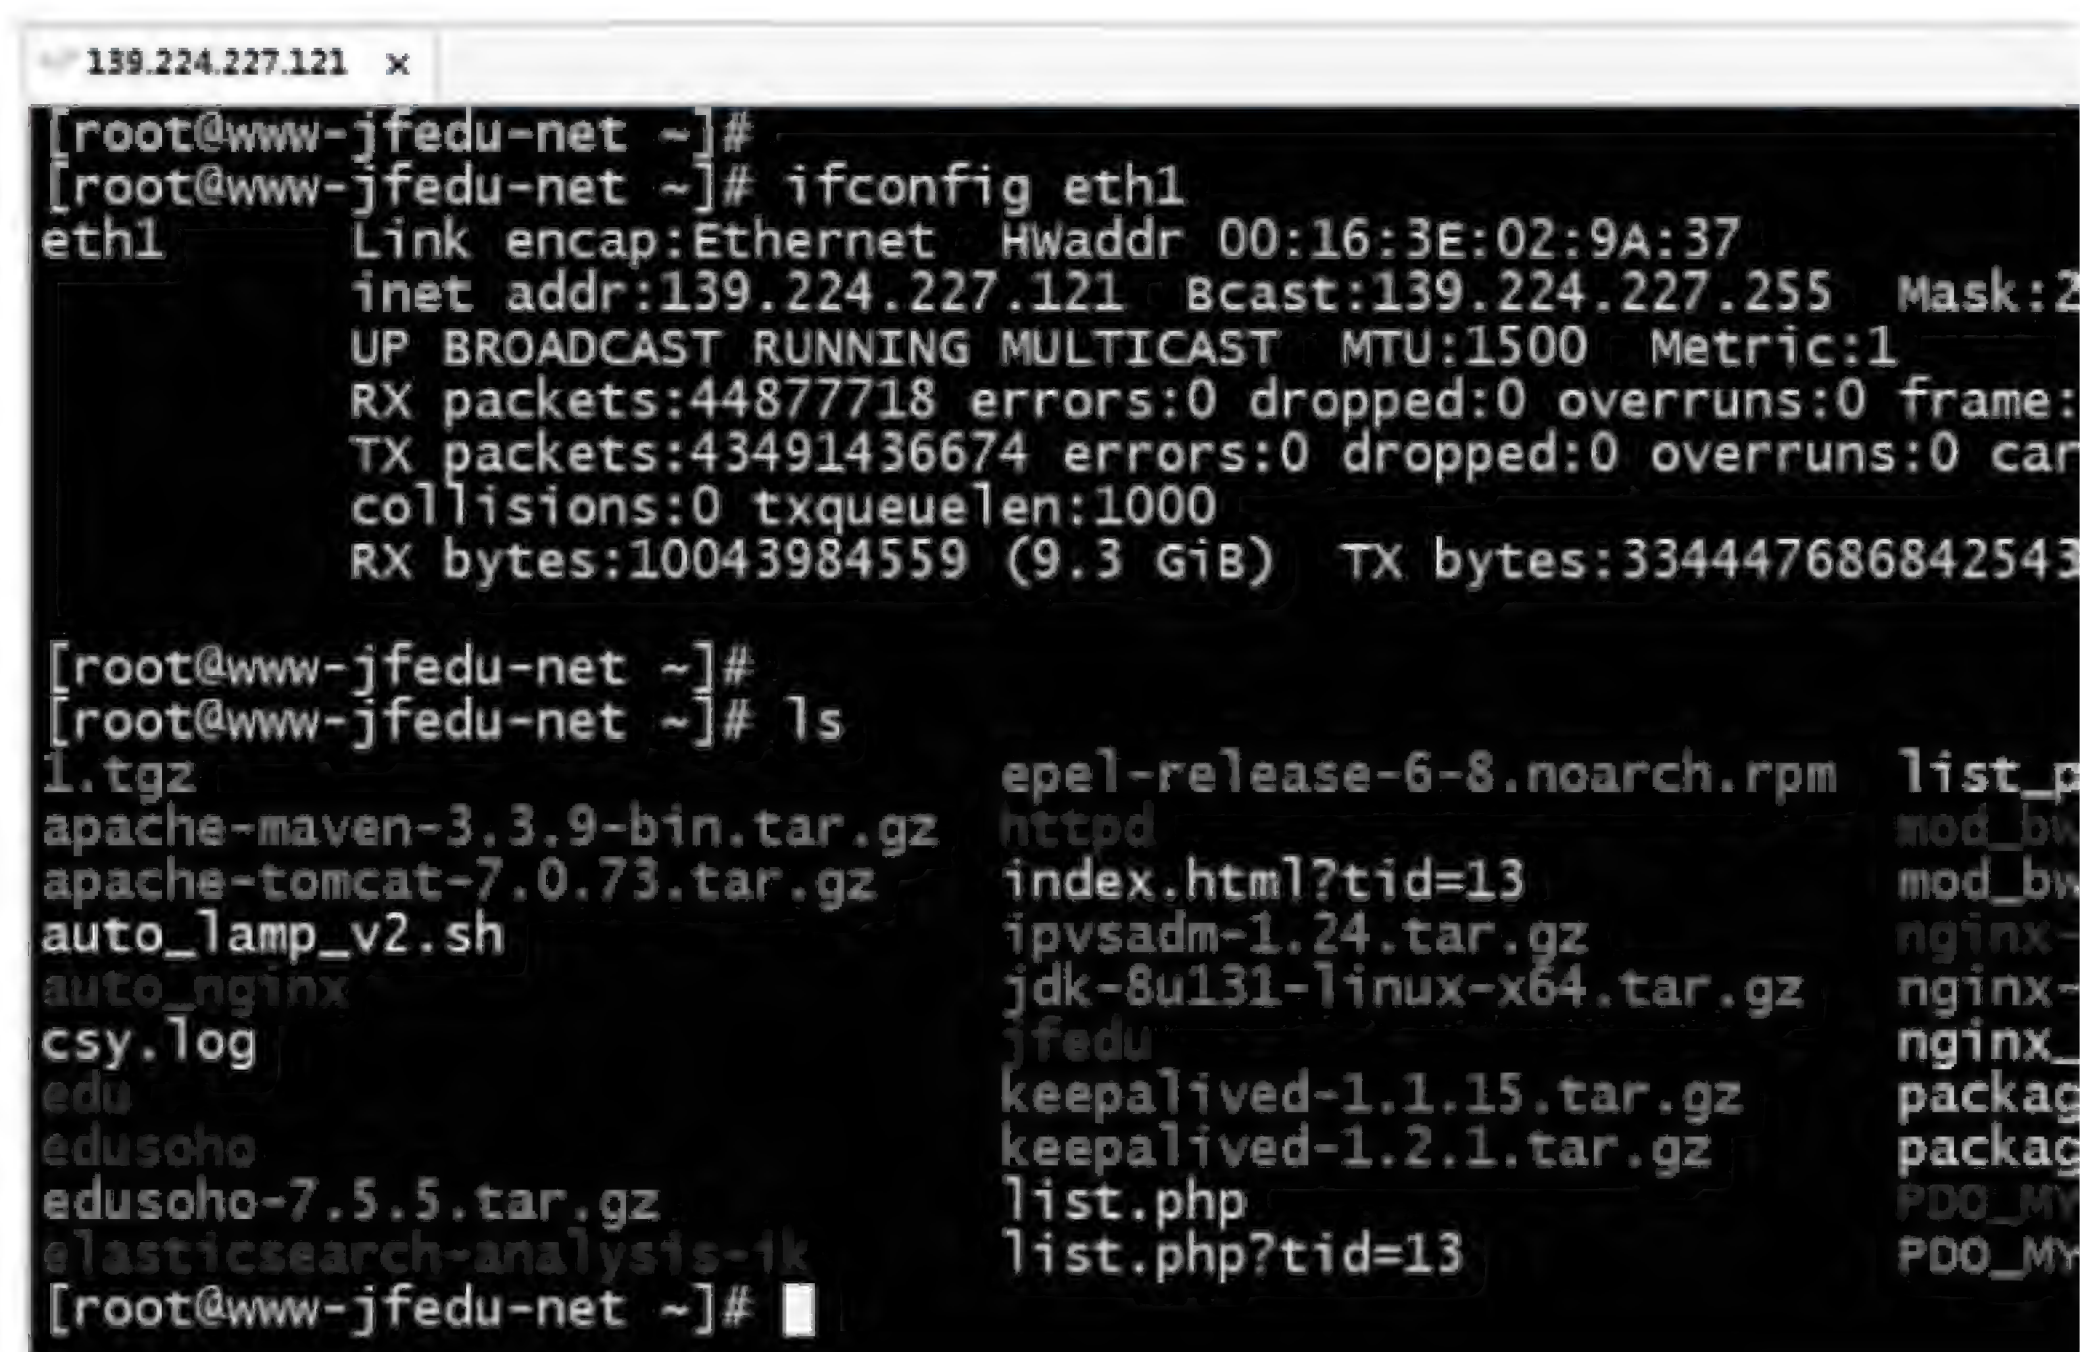 139.224.227.121 ×
[root@www-jfedu-net ~]#
[root@www-jfedu-net ~]# ifconfig eth1
eth1 Link encap:Ethernet HWaddr 00:16:3E:02:9A:37
inet addr:139.224.227.121 Bcast:139.224.227.255 Mask:2
UP BROADCAST RUNNING MULTICAST MTU:1500 Metric:1
RX packets:44877718 errors:0 dropped:0 overruns:0 frame:
TX packets:43491436674 errors:0 dropped:0 overruns:0 car
collisions:0 txqueuelen:1000
RX bytes:10043984559 (9.3 GiB) TX bytes:334447686842543
[root@www-jfedu-net ~]#
[root@www-jfedu-net ~]# ls
1.tgz epel-release-6-8.noarch.rpm list_p
apache-maven-3.3.9-bin.tar.gz httpd mod_bw
apache-tomcat-7.0.73.tar.gz index.html?tid=13 mod_bw
auto_lamp_v2.sh ipvsadm-1.24.tar.gz nginx-
auto_nginx jdk-8u131-linux-x64.tar.gz nginx-
csy.log jfedu nginx_
edu keepalived-1.1.15.tar.gz packag
edusoho keepalived-1.2.1.tar.gz packag
edusoho-7.5.5.tar.gz list.php PDO_MY
elasticsearch-analysis-ik list.php?tid=13 PDO_MY
[root@www-jfedu-net ~]#